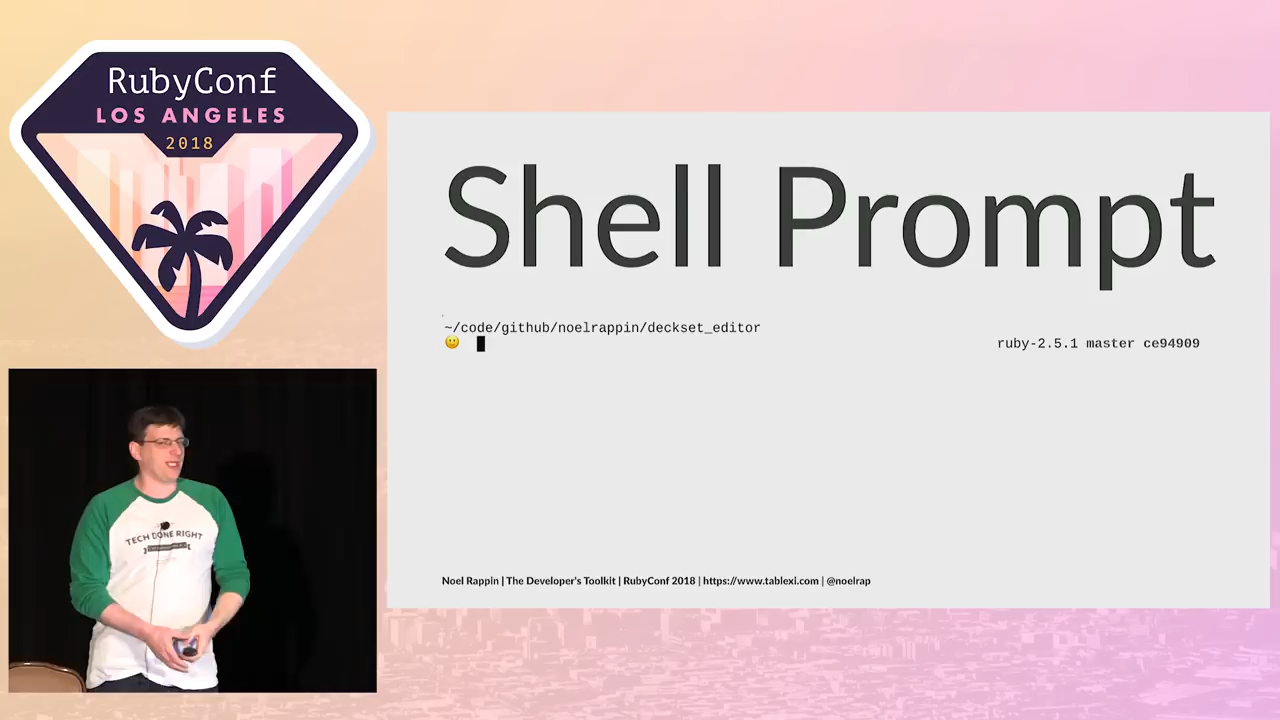 RubyConf
LOS ANGELES
2018
Shell Prompt
~/code/github/noelrappin/deckset_editor
ruby-2.5.1 master ce94909
TECH DONE RIGHT
Noel Rappin | The Developer's Toolkit | RubyConf 2018 | https://www.tablexi.com | @noelrap